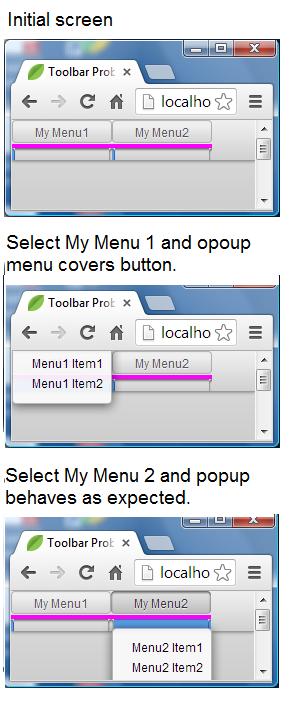 Initial screen
Toolbar Prob
localho
My Menu1 My Menu2
Select My Menu 1 and opoup
menu covers button.
Toolbar Prob
localho
Menu1 Item1 My Menu2
Menu1 Item2
Select My Menu 2 and popup
behaves as expected.
Toolbar Prob
localho
My Menu1 My Menu2
Menu2 Item1
Menu2 Item2